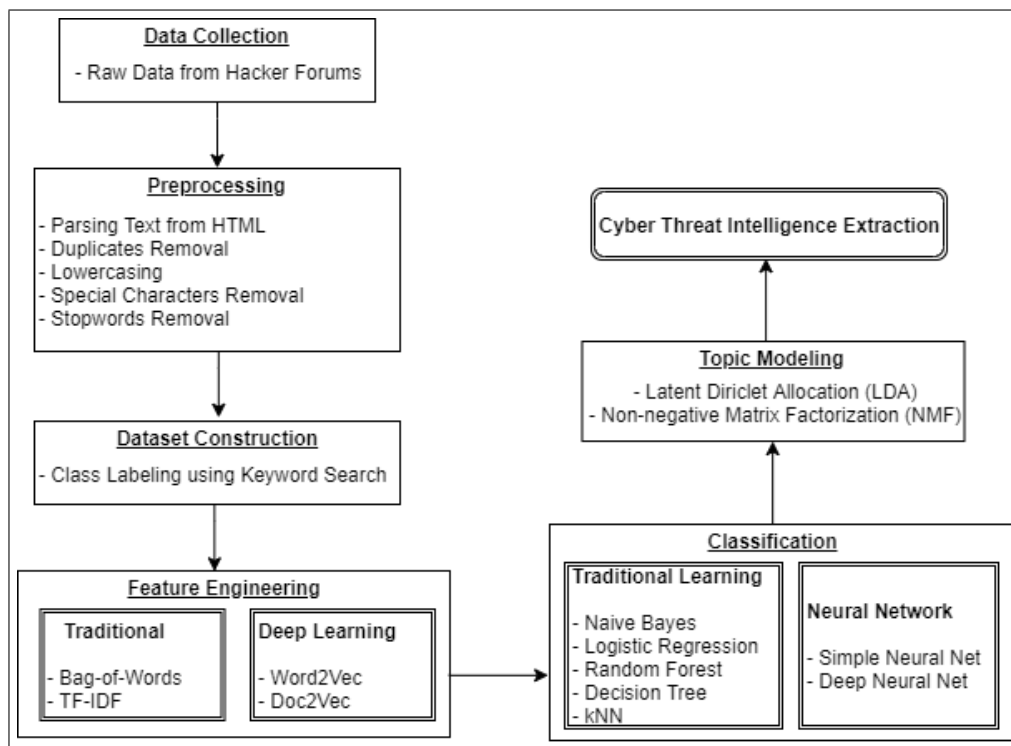 Data Collection
- Raw Data from Hacker Forums
Preprocessing
- Parsing Text from HTML
- Duplicates Removal
- Lowercasing
- Special Characters Removal
- Stopwords Removal
Dataset Construction
- Class Labeling using Keyword Search
Feature Engineering
Traditional
- Bag-of-Words
- TF-IDF
Deep Learning
- Word2Vec
- Doc2Vec
Classification
Traditional Learning
- Naive Bayes
- Logistic Regression
- Random Forest
- Decision Tree
- kNN
Neural Network
- Simple Neural Net
- Deep Neural Net
Topic Modeling
- Latent Diriclet Allocation (LDA)
- Non-negative Matrix Factorization (NMF)
Cyber Threat Intelligence Extraction